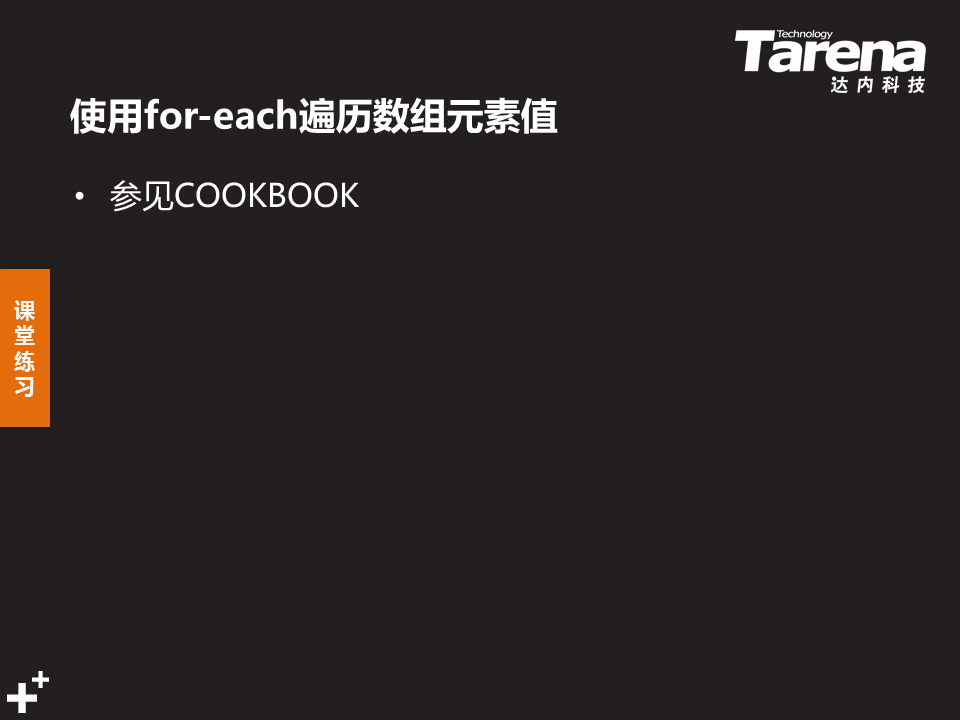 Technology
Tarena
达内科技
使用for-each遍历数组元素值
• 参见COOKBOOK
课
堂
练
习